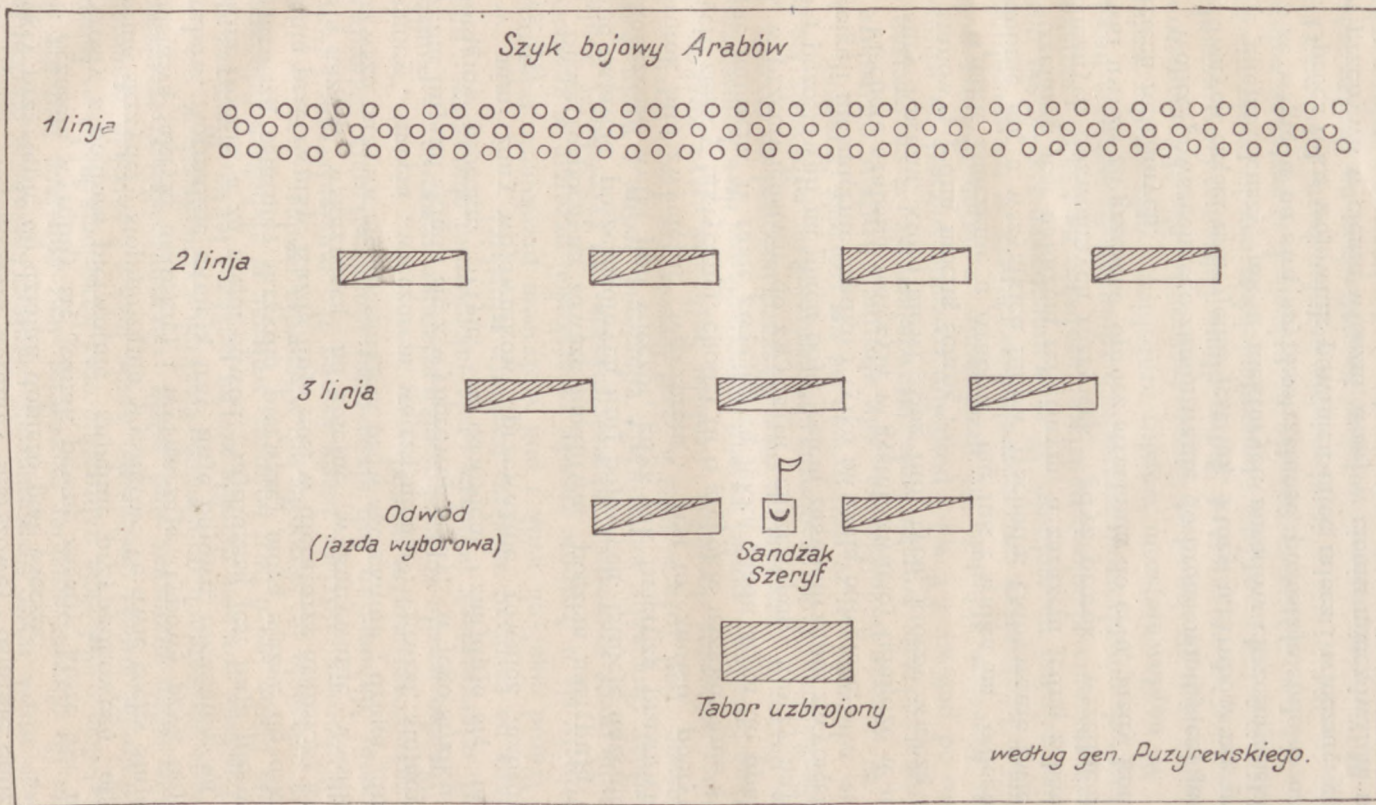 Szyk bojowy Arabów
1 linja
2 linja
3 linja
Odwód
(jazda wyborowa)
Sandżak
Szeryf
Tabor uzbrojony
według gen. Puzyrewskiego.